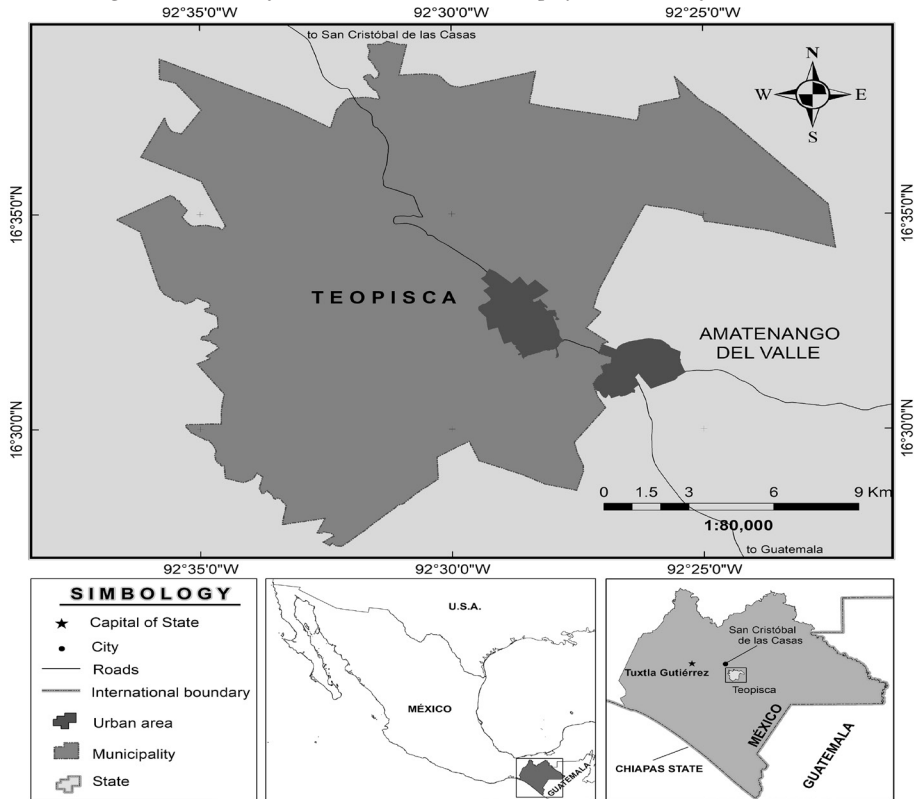 92°35'0"W 92°30'0"W 92°25'0"W
to San Cristóbal de las Casas
N
W E
S
16°35'0"N 16°35'0"N
TEOPISCA
AMATENANGO
DEL VALLE
16°30'0"N 16°30'0"N
0 1.5 3 6 9 Km
1:80,000
to Guatemala
92°35'0"W 92°30'0"W 92°25'0"W
SIMBOLOGY
Capital of State
City
Roads
International boundary
Urban area
Municipality
State
U.S.A.
MÉXICO
GUATEMALA
San Cristóbal
de las Casas
Tuxtla Gutiérrez
Teopisca
MÉXICO
GUATEMALA
CHIAPAS STATE